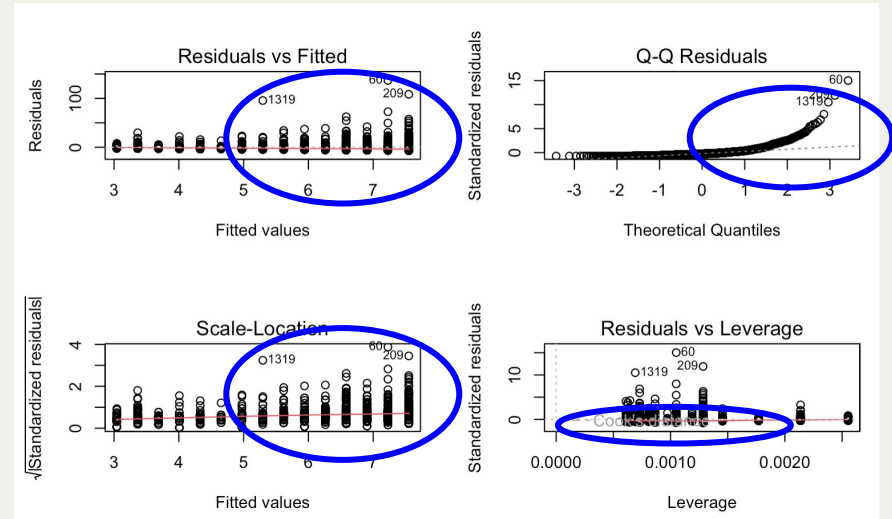 Residuals vs Fitted
Residuals
100
0
1319
60
209
3 4 5 6 7
Fitted values
Q-Q Residuals
Standardized residuals
15
5
0
60
209
1319
-3 -2 -1 0 1 2 3
Theoretical Quantiles
Scale-Location
√|Standardized residuals|
4
2
0
1319
60
209
3 4 5 6 7
Fitted values
Residuals vs Leverage
Standardized residuals
10
0
60
1319
209
Cook's distance
0.0000 0.0010 0.0020
Leverage